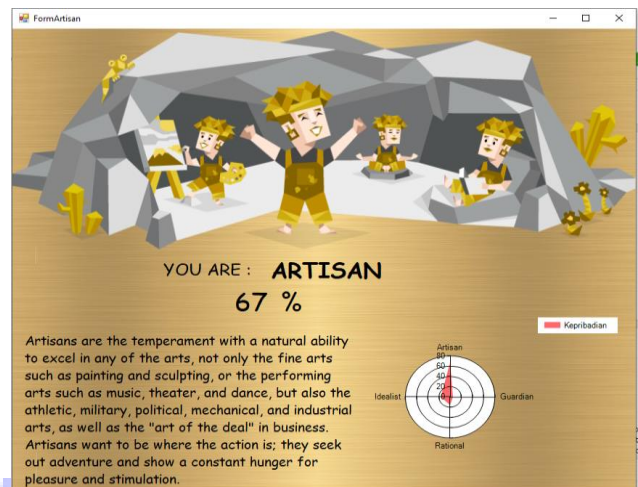 FormArtisan
YOU ARE : ARTISAN
67 %
Artisans are the temperament with a natural ability
to excel in any of the arts, not only the fine arts
such as painting and sculpting, or the performing
arts such as music, theater, and dance, but also the
athletic, military, political, mechanical, and industrial
arts, as well as the "art of the deal" in business.
Artisans want to be where the action is; they seek
out adventure and show a constant hunger for
pleasure and stimulation.
Kepribadian
Artisan
80
60
40
20
0
Idealist
Guardian
Rational